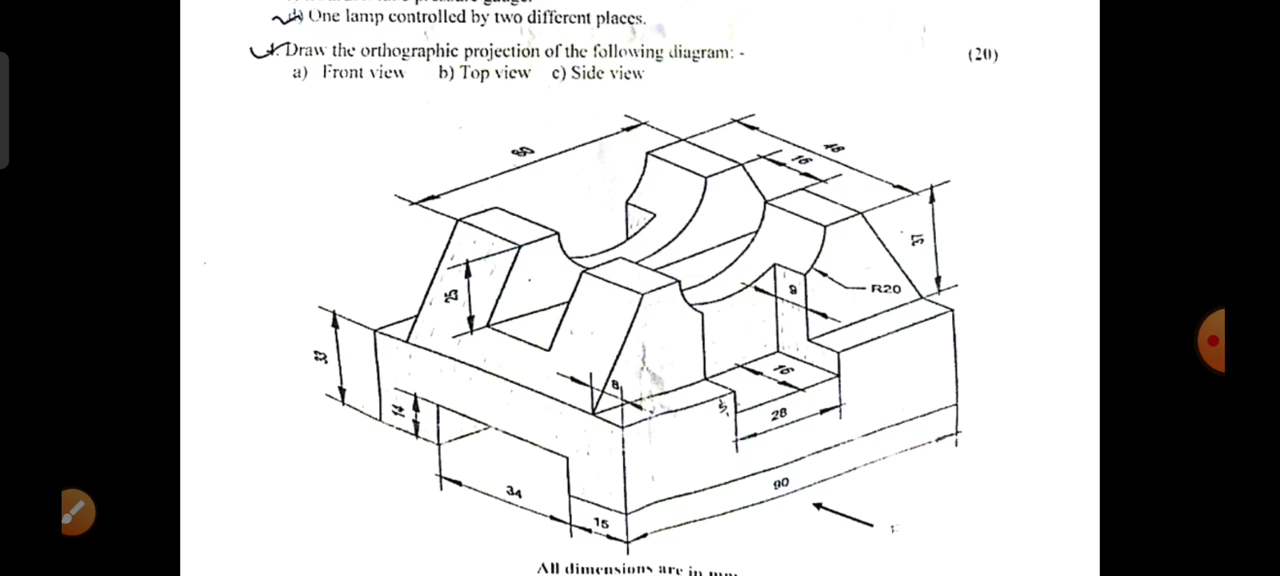 One lamp controlled by two different places.
Draw the orthographic projection of the following diagram: - (20)
a) Front view b) Top view c) Side view
80
48
16
37
25
9
R20
33
8
16
14
28
34
90
15
F
All dimensions are in mm.